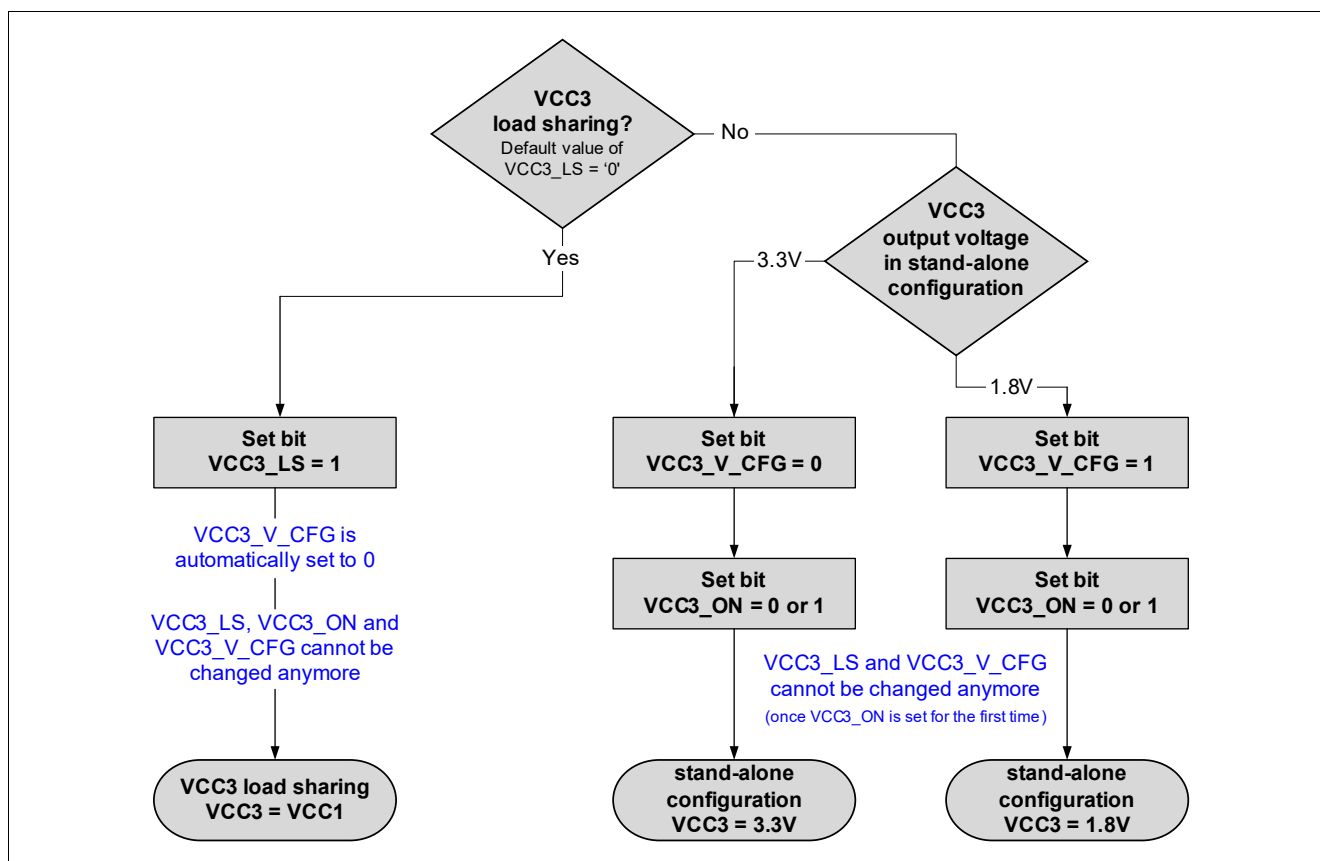 VCC3
load sharing?
Default value of
VCC3_LS = ‘0'
No
Yes
VCC3
output voltage
in stand-alone
configuration
3.3V
1.8V
Set bit
VCC3_LS = 1
Set bit
VCC3_V_CFG = 0
Set bit
VCC3_V_CFG = 1
VCC3_V_CFG is
automatically set to 0
Set bit
VCC3_ON = 0 or 1
Set bit
VCC3_ON = 0 or 1
VCC3_LS, VCC3_ON and
VCC3_V_CFG cannot be
changed anymore
VCC3_LS and VCC3_V_CFG
cannot be changed anymore
(once VCC3_ON is set for the first time)
VCC3 load sharing
VCC3 = VCC1
stand-alone
configuration
VCC3 = 3.3V
stand-alone
configuration
VCC3 = 1.8V